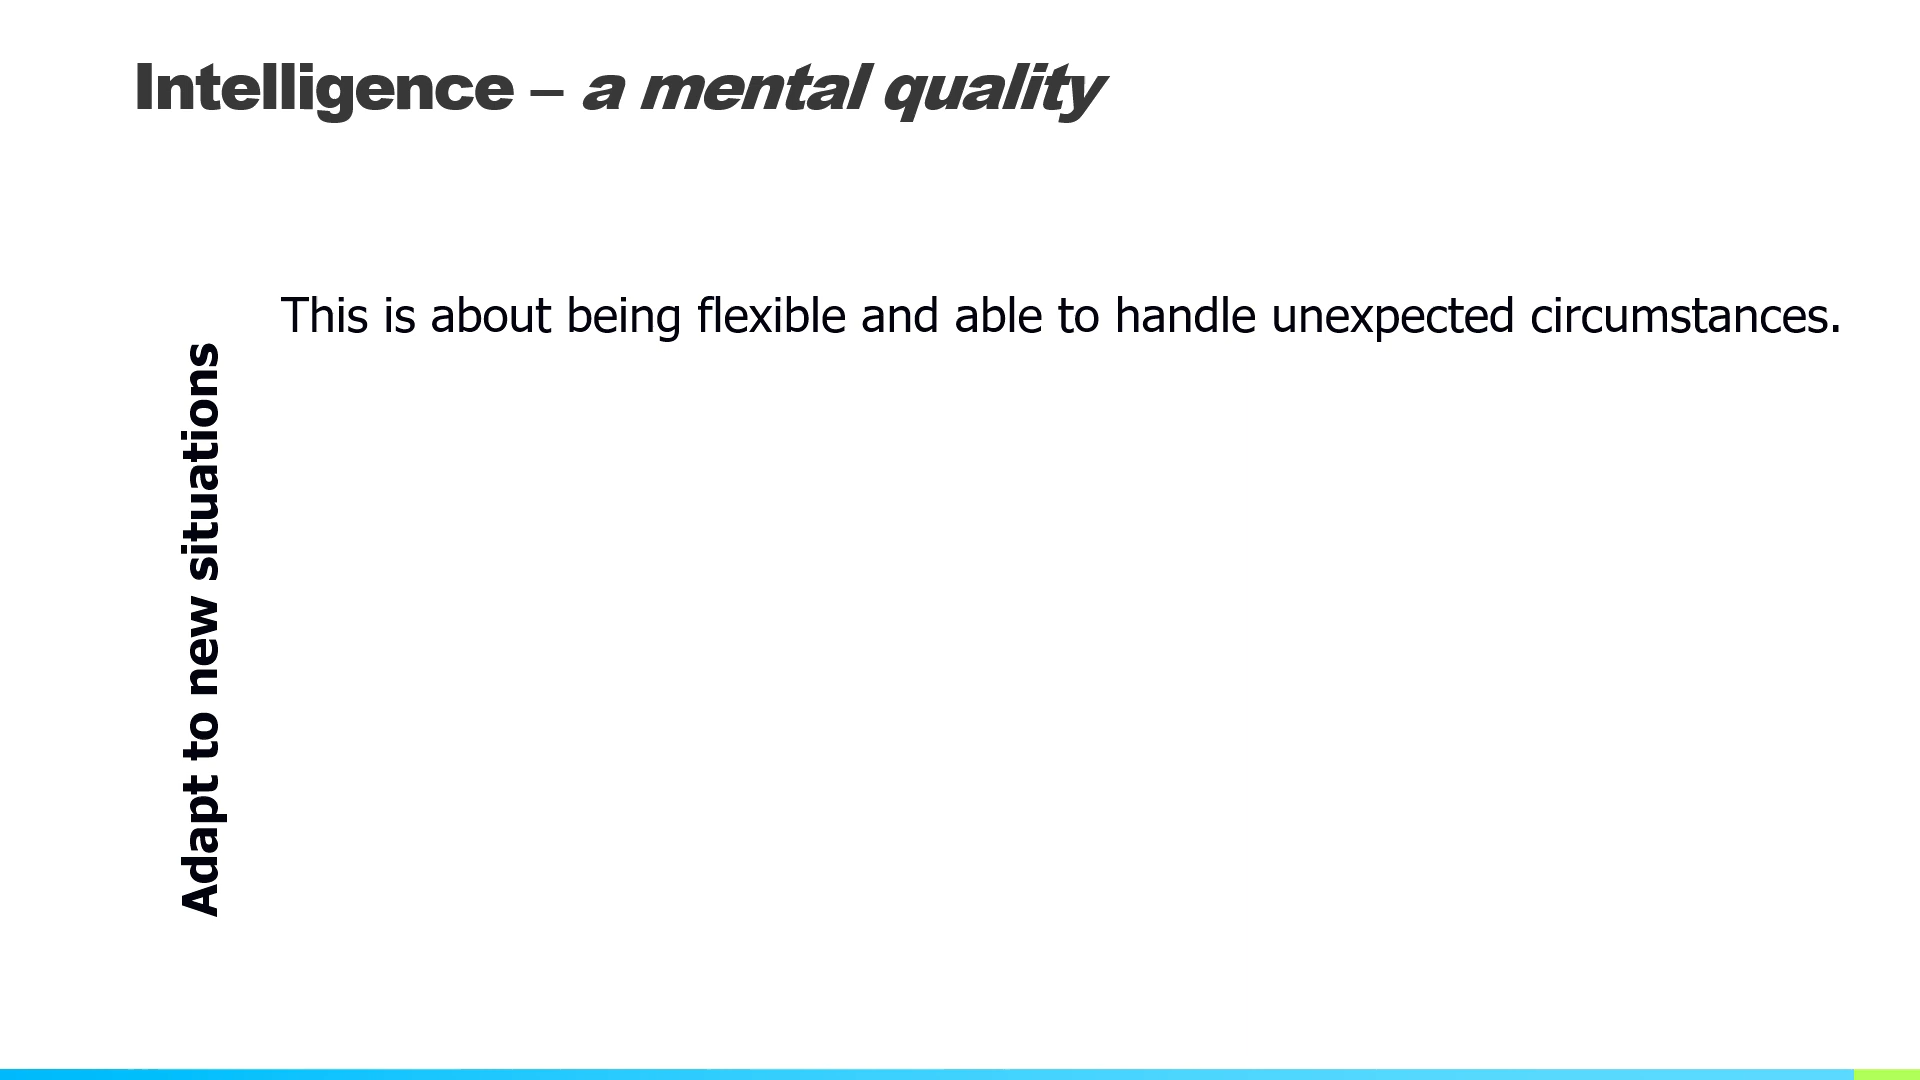 Intelligence – a mental quality
This is about being flexible and able to handle unexpected circumstances.
Adapt to new situations